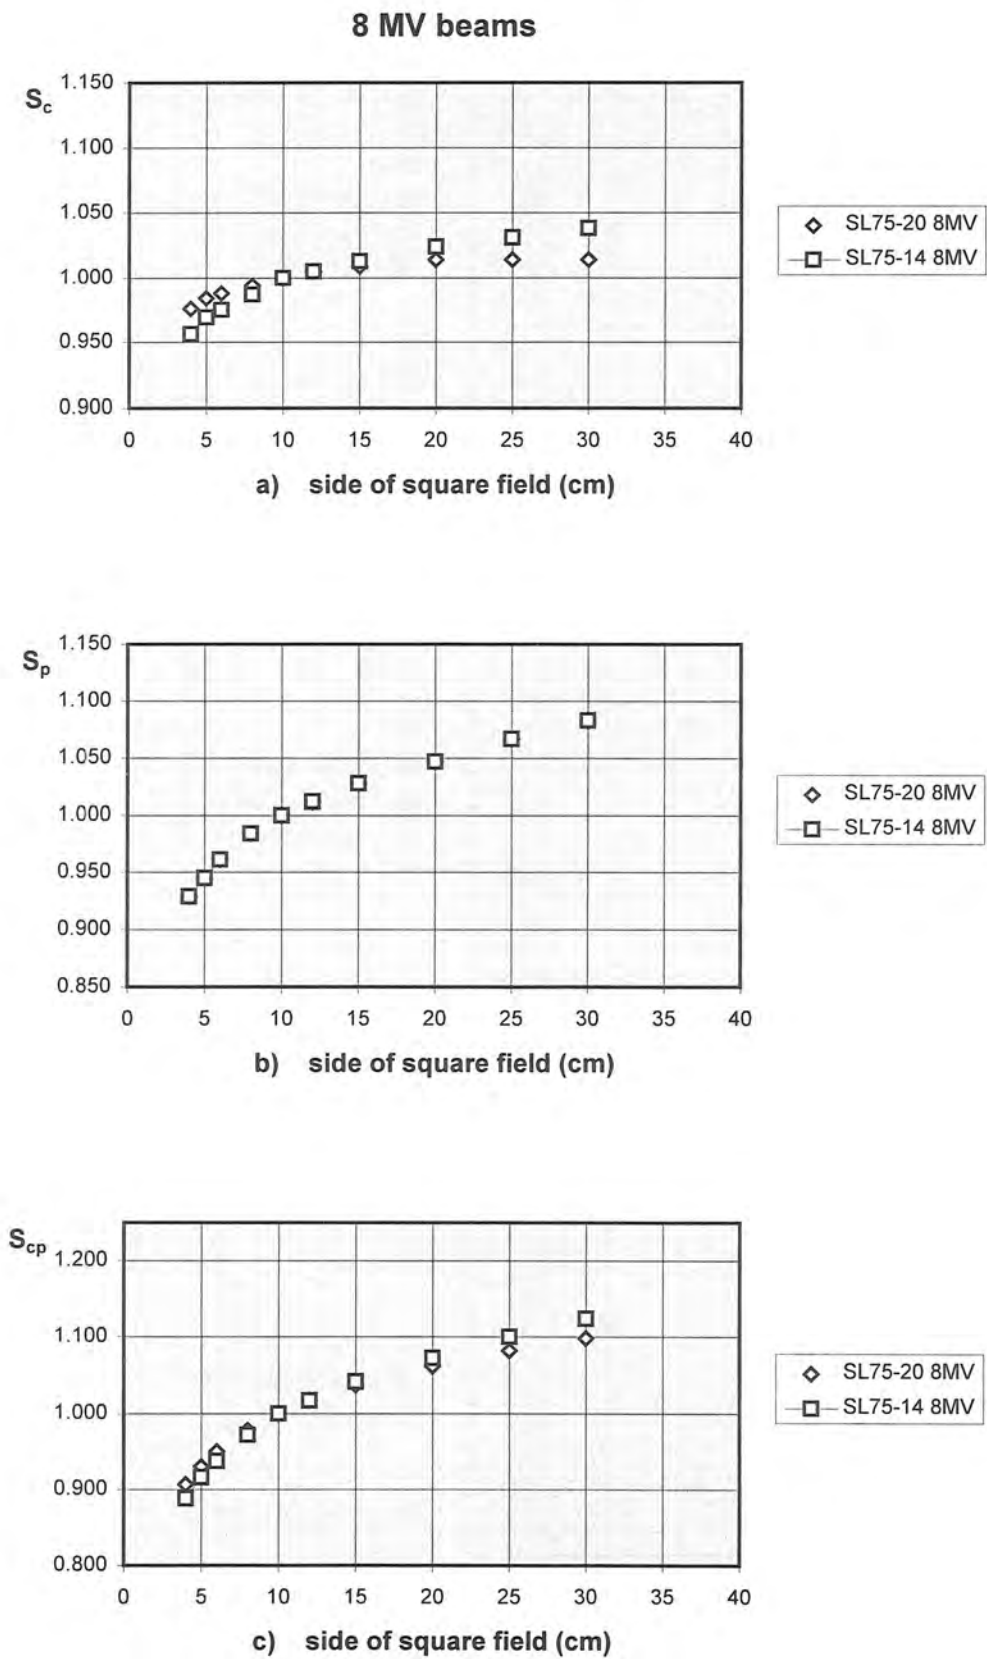 8 MV beams
S_c
1.150
1.100
1.050
1.000
0.950
0.900
0 5 10 15 20 25 30 35 40
a) side of square field (cm)
SL75-20 8MV
SL75-14 8MV
S_p
1.150
1.100
1.050
1.000
0.950
0.900
0.850
0 5 10 15 20 25 30 35 40
b) side of square field (cm)
SL75-20 8MV
SL75-14 8MV
S_cp
1.200
1.100
1.000
0.900
0.800
0 5 10 15 20 25 30 35 40
c) side of square field (cm)
SL75-20 8MV
SL75-14 8MV